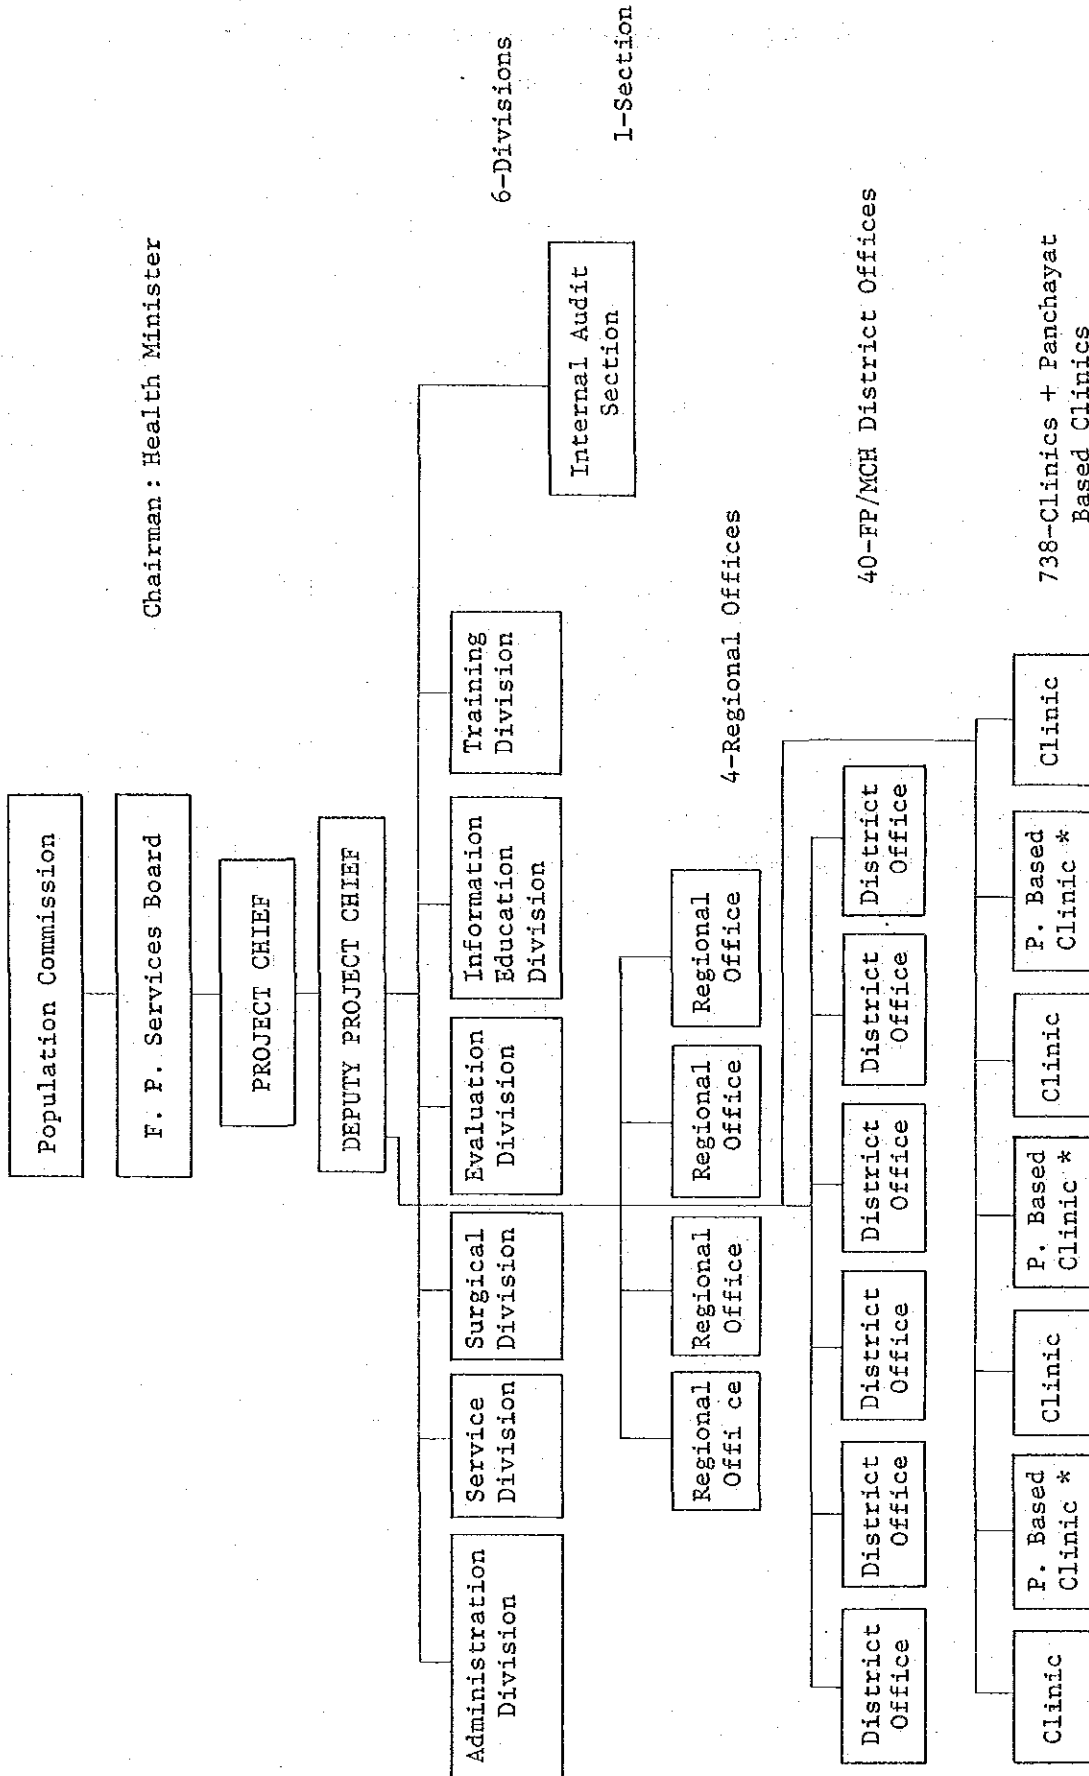 Population Commission
F. P. Services Board
Chairman: Health Minister
PROJECT CHIEF
DEPUTY PROJECT CHIEF
6-Divisions
Administration
Division
Service
Division
Surgical
Division
Evaluation
Division
Information
Education
Division
Training
Division
Internal Audit
Section
1-Section
4-Regional Offices
Regional
Offi ce
Regional
Office
Regional
Office
Regional
Office
40-FP/MCH District Offices
District
Office
District
Office
District
Office
District
Office
District
Office
District
Office
738-Clinics + Panchayat
Based Clinics
Clinic
P. Based
Clinic *
Clinic
P. Based
Clinic *
Clinic
P. Based
Clinic *
Clinic